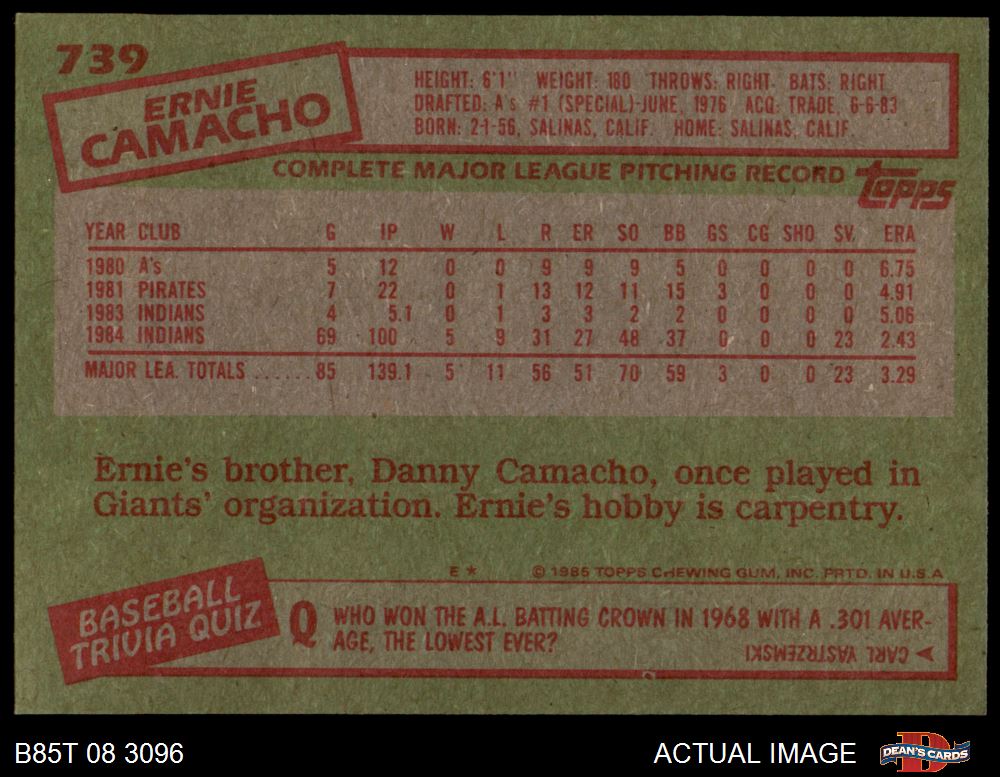 739
ERNIE
CAMACHO
HEIGHT: 6'1" WEIGHT: 180 THROWS: RIGHT BATS: RIGHT
DRAFTED: A's #1 (SPECIAL)-JUNE, 1976 ACQ: TRADE, 6-6-83
BORN: 2-1-56, SALINAS, CALIF. HOME: SALINAS, CALIF.
COMPLETE MAJOR LEAGUE PITCHING RECORD
topps
YEAR CLUB G IP W L R ER SO BB GS CG SHO SV. ERA
1980 A's 5 12 0 0 9 9 9 5 0 0 0 0 6.75
1981 PIRATES 7 22 0 1 13 12 11 15 3 0 0 0 4.91
1983 INDIANS 4 5.1 0 1 3 3 2 2 0 0 0 0 5.06
1984 INDIANS 69 100 5 9 31 27 48 37 0 0 0 23 2.43
MAJOR LEA. TOTALS ......85 139.1 5 11 56 51 70 59 3 0 0 23 3.29
Ernie's brother, Danny Camacho, once played in
Giants' organization. Ernie's hobby is carpentry.
E * © 1985 TOPPS CHEWING GUM, INC. PRTD. IN U.S.A
BASEBALL
TRIVIA QUIZ
Q WHO WON THE A.L. BATTING CROWN IN 1968 WITH A .301 AVER-
AGE, THE LOWEST EVER?
CARL YASTRZEMSKI
B85T 08 3096
ACTUAL IMAGE
DEAN'S CARDS